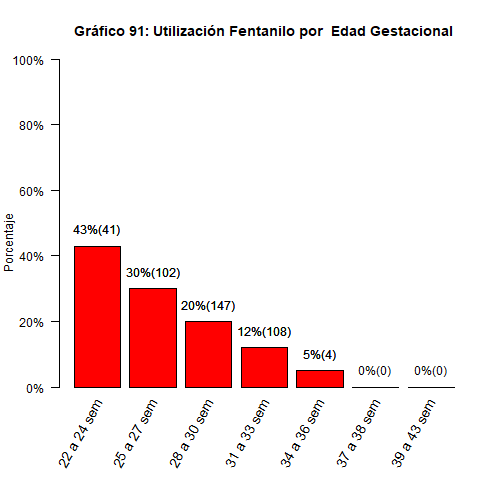 Gráfico 91: Utilización Fentanilo por  Edad Gestacional
Porcentaje
100%
80%
60%
40%
20%
0%
43%(41)
30%(102)
20%(147)
12%(108)
5%(4)
0%(0)
0%(0)
22 a 24 sem
25 a 27 sem
28 a 30 sem
31 a 33 sem
34 a 36 sem
37 a 38 sem
39 a 43 sem